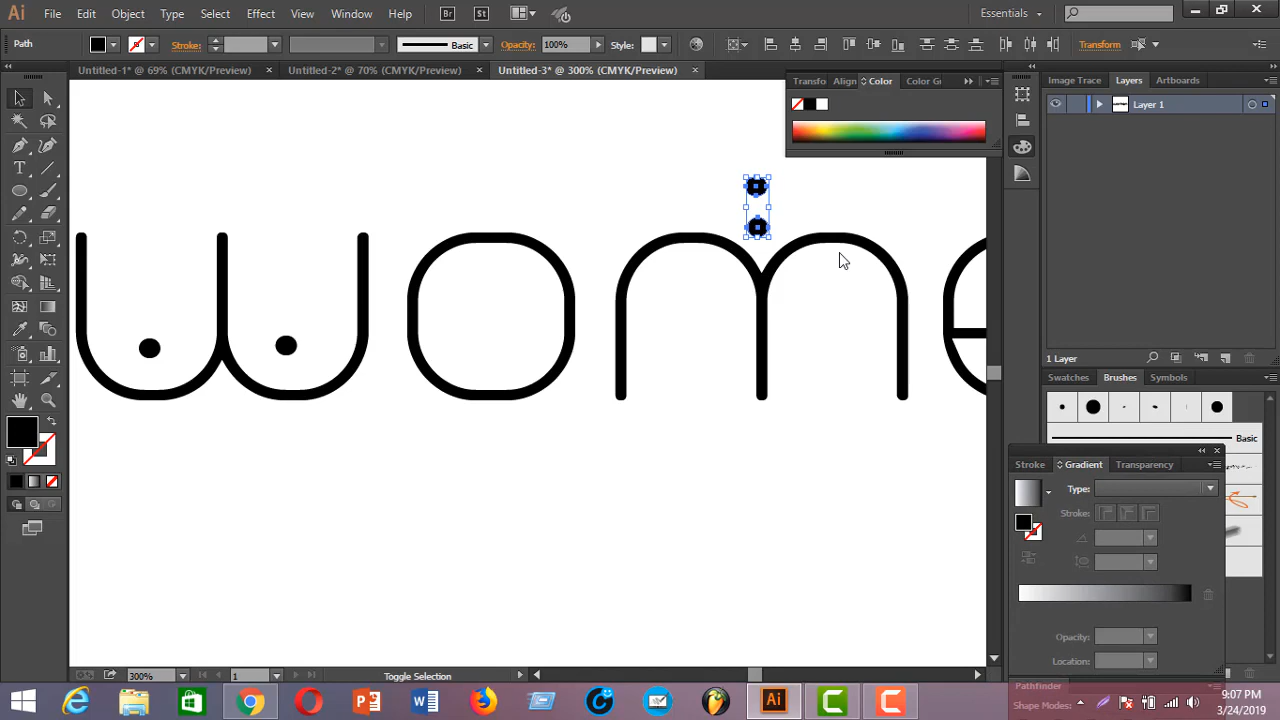 Ai File Edit Object Type Select Effect View Window Help Br St Essentials
Path Stroke: Basic Opacity: 100% Style: Transform
Untitled-1* @ 69% (CMYK/Preview) × Untitled-2* @ 70% (CMYK/Preview) × Untitled-3* @ 300% (CMYK/Preview) ×
Transfo Align Color Color G
Image Trace Layers Artboards
Layer 1
wome
1 Layer
Swatches Brushes Symbols
Basic
Stroke Gradient Transparency
Type:
Stroke:
Opacity:
Location:
300% 1 Toggle Selection
Pathfinder
Shape Modes:
9:07 PM
3/24/2019